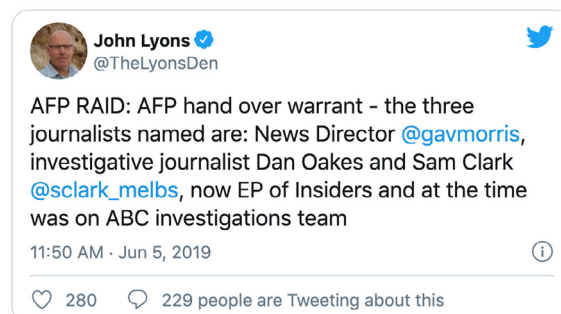 John Lyons
@TheLyonsDen
AFP RAID: AFP hand over warrant - the three
journalists named are: News Director @gavmorris,
investigative journalist Dan Oakes and Sam Clark
@sclark_melbs, now EP of Insiders and at the time
was on ABC investigations team
11:50 AM · Jun 5, 2019
280 229 people are Tweeting about this